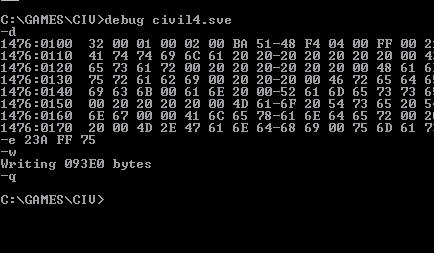 C:\GAMES\CIV>debug civil4.sve
-d
1476:0100 32 00 01 00 02 00 BA 51-48 F4 04 00 FF 00 2
1476:0110 41 74 74 69 6C 61 20 20-20 20 20 20 20 00 4
1476:0120 65 73 61 72 00 20 20 20-20 20 20 00 48 61 6
1476:0130 75 72 61 62 69 00 20 20-20 00 46 72 65 64 65
1476:0140 69 63 6B 00 61 6E 20 00-52 61 6D 65 73 73 65
1476:0150 00 20 20 20 20 00 4D 61-6F 20 54 73 65 20 54
1476:0160 6E 67 00 00 41 6C 65 78-61 6E 64 65 72 00 20
1476:0170 20 00 4D 2E 47 61 6E 64-68 69 00 75 6D 61 7
-e 23A FF 75
-w
Writing 093E0 bytes
-q
C:\GAMES\CIV>